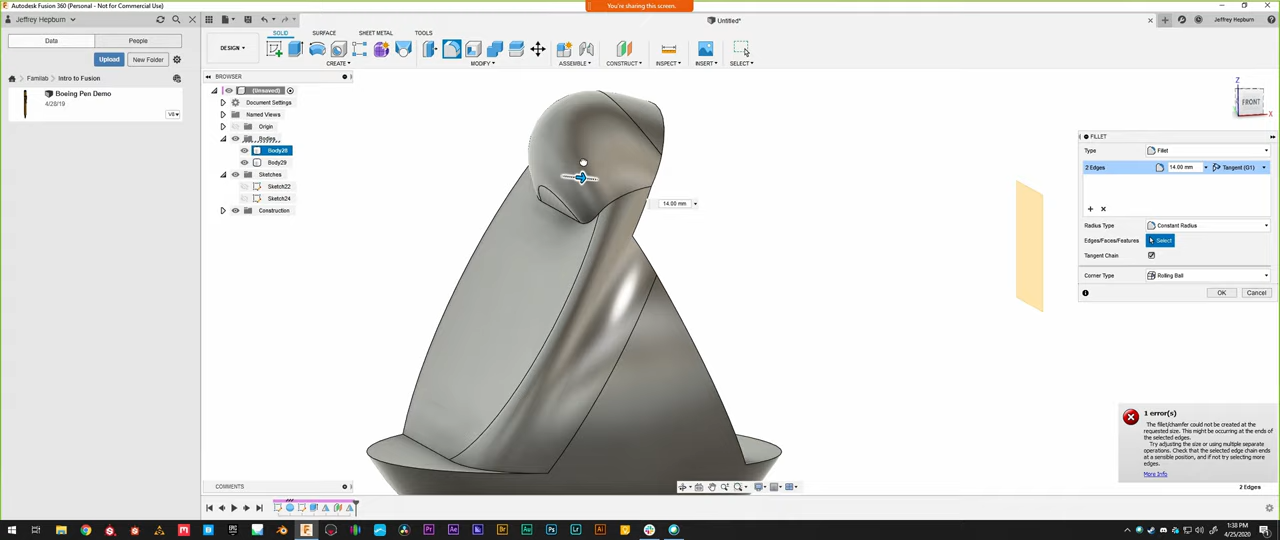 Autodesk Fusion 360 (Personal - Not for Commercial Use)
You're sharing this screen.
Jeffrey Hepburn
Untitled*
Jeffrey Hepburn
Data
People
Upload
New Folder
Familab
Intro to Fusion
Boeing Pen Demo
4/28/19
V8
DESIGN
SOLID
SURFACE
SHEET METAL
TOOLS
CREATE
MODIFY
ASSEMBLE
CONSTRUCT
INSPECT
INSERT
SELECT
BROWSER
(Unsaved)
Document Settings
Named Views
Origin
Bodies
Body28
Body29
Sketches
Sketch22
Sketch24
Construction
Z
FRONT
X
14.00 mm
FILLET
Type
Fillet
2 Edges
14.00 mm
Tangent (G1)
Radius Type
Constant Radius
Edges/Faces/Features
Select
Tangent Chain
Corner Type
Rolling Ball
OK
Cancel
1 error(s)
The fillet/chamfer could not be created at the
requested size. This might be occurring at the ends of
the selected edges.
Try adjusting the size or using multiple separate
operations. Check that the selected edge chain ends
at a sensible position, and if not try selecting more
edges.
More Info
COMMENTS
2 Edges
1:38 PM
4/25/2020